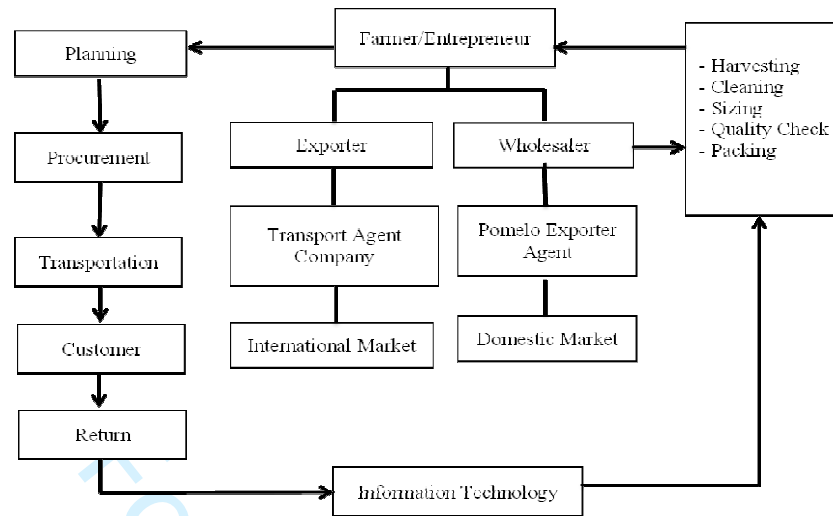 Farmer/Entrepreneur
Planning
- Harvesting
- Cleaning
- Sizing
- Quality Check
- Packing
Procurement
Exporter
Wholesaler
Transportation
Transport Agent
Company
Pomelo Exporter
Agent
Customer
International Market
Domestic Market
Return
Information Technology